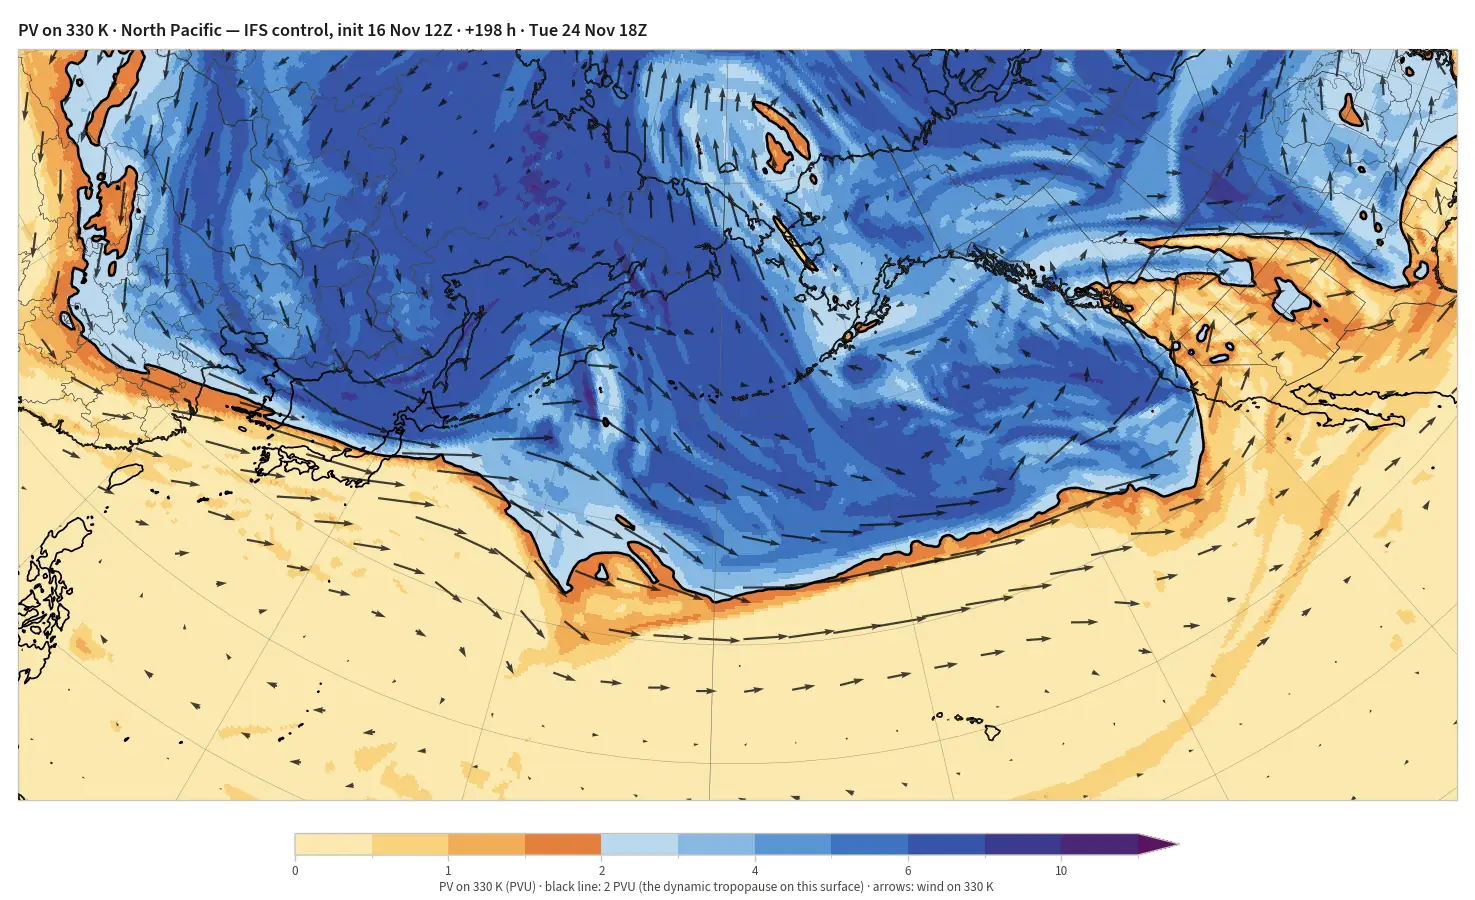 PV on 330 K · North Pacific — IFS control, init 16 Nov 12Z · +198 h · Tue 24 Nov 18Z
0 1 2 4 6 10
PV on 330 K (PVU) · black line: 2 PVU (the dynamic tropopause on this surface) · arrows: wind on 330 K